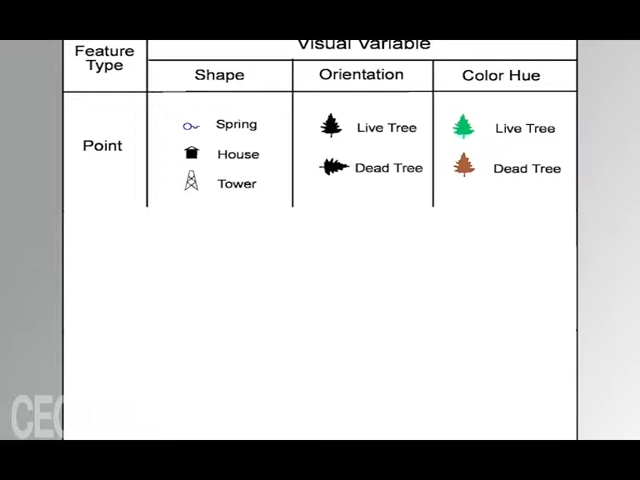 Visual Variable
Feature
Type
Shape
Orientation
Color Hue
Point
Spring
House
Tower
Live Tree
Dead Tree
Live Tree
Dead Tree